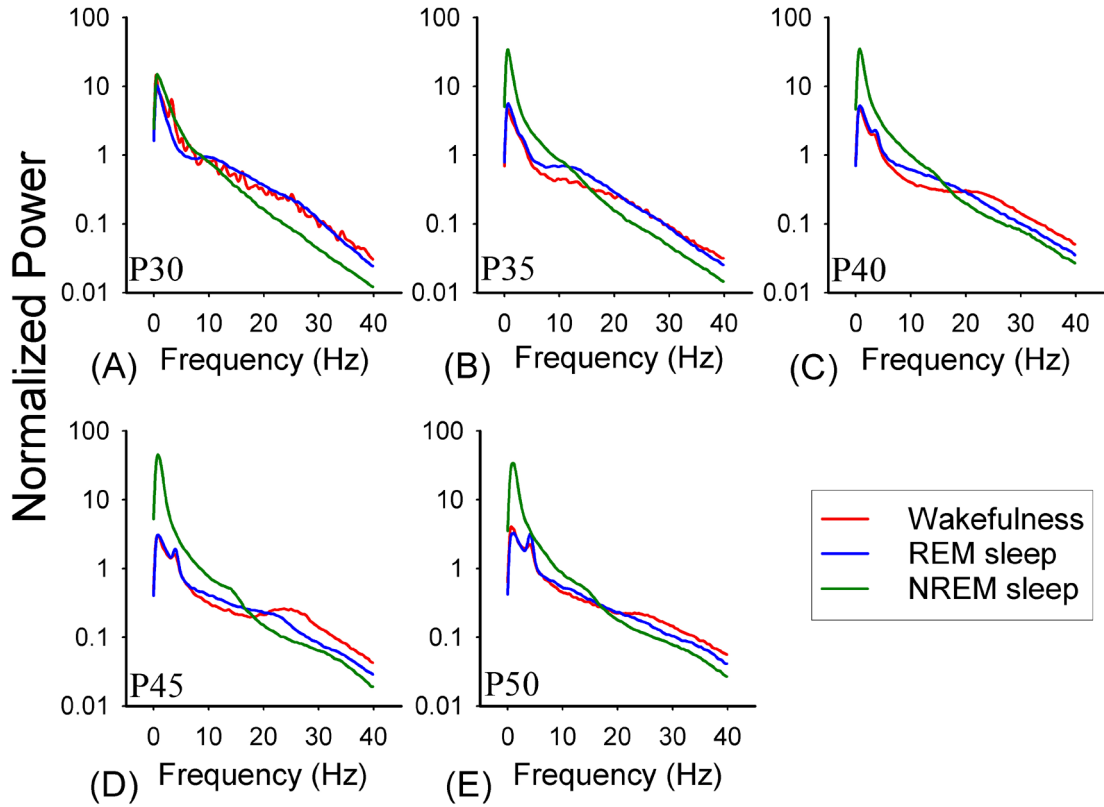 Normalized Power
100
10
1
0.1
0.01
P30
0 10 20 30 40
(A) Frequency (Hz)
100
10
1
0.1
0.01
P35
0 10 20 30 40
(B) Frequency (Hz)
100
10
1
0.1
0.01
P40
0 10 20 30 40
(C) Frequency (Hz)
100
10
1
0.1
0.01
P45
0 10 20 30 40
(D) Frequency (Hz)
100
10
1
0.1
0.01
P50
0 10 20 30 40
(E) Frequency (Hz)
Wakefulness
REM sleep
NREM sleep